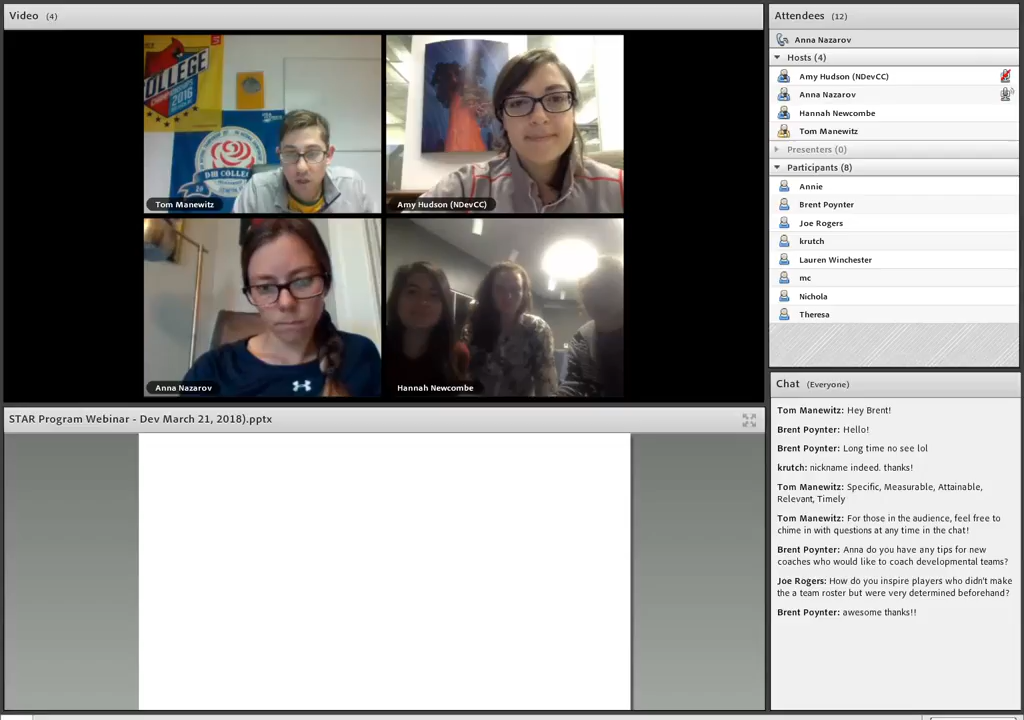 Video (4)
COLLEGE
2016
D-III COLLEGE
Tom Manewitz
Amy Hudson (NDevCC)
Anna Nazarov
Hannah Newcombe
STAR Program Webinar - Dev March 21, 2018).pptx
Attendees (12)
Anna Nazarov
Hosts (4)
Amy Hudson (NDevCC)
Anna Nazarov
Hannah Newcombe
Tom Manewitz
Presenters (0)
Participants (8)
Annie
Brent Poynter
Joe Rogers
krutch
Lauren Winchester
mc
Nichola
Theresa
Chat (Everyone)
Tom Manewitz: Hey Brent!
Brent Poynter: Hello!
Brent Poynter: Long time no see lol
krutch: nickname indeed. thanks!
Tom Manewitz: Specific, Measurable, Attainable,
Relevant, Timely
Tom Manewitz: For those in the audience, feel free to
chime in with questions at any time in the chat!
Brent Poynter: Anna do you have any tips for new
coaches who would like to coach developmental teams?
Joe Rogers: How do you inspire players who didn't make
the a team roster but were very determined beforehand?
Brent Poynter: awesome thanks!!